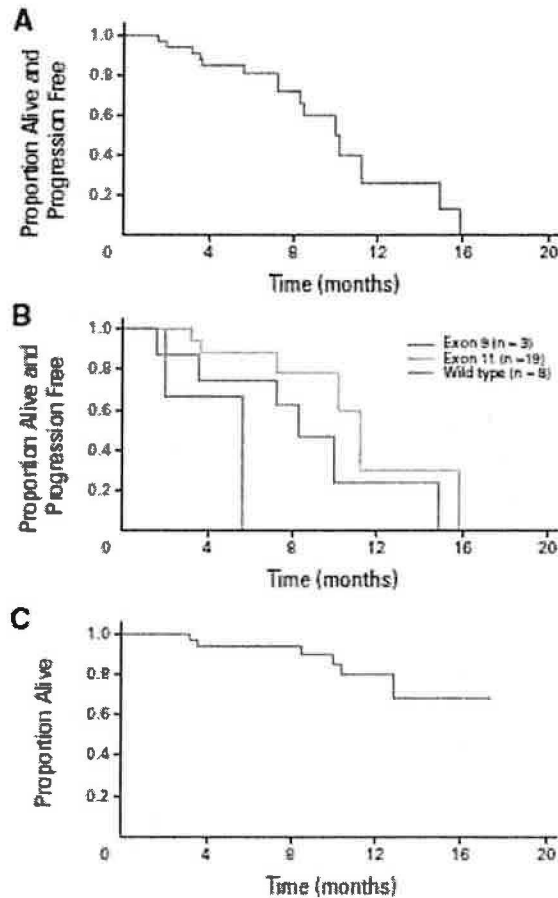 A
Proportion Alive and
Progression Free
1.0
0.8
0.6
0.4
0.2
0
4
8
12
16
20
Time (months)
B
Proportion Alive and
Progression Free
1.0
0.8
0.6
0.4
0.2
0
4
8
12
16
20
Time (months)
Exon 9 (n = 3)
Exon 11 (n = 19)
Wild type (n = 8)
C
Proportion Alive
1.0
0.8
0.6
0.4
0.2
0
4
8
12
16
20
Time (months)